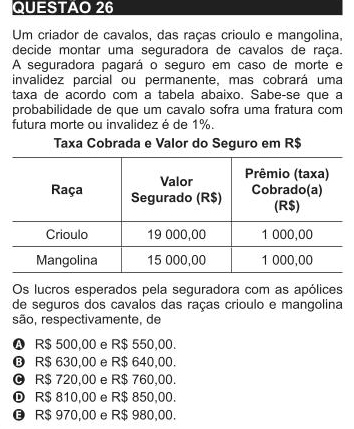 QUESTÃO 26
Um criador de cavalos, das raças crioulo e mangolina,
decide montar uma seguradora de cavalos de raça.
A seguradora pagará o seguro em caso de morte e
invalidez parcial ou permanente, mas cobrará uma
taxa de acordo com a tabela abaixo. Sabe-se que a
probabilidade de que um cavalo sofra uma fratura com
futura morte ou invalidez é de 1%.
Taxa Cobrada e Valor do Seguro em R$
Raça
Valor
Segurado (R$)
Prêmio (taxa)
Cobrado(a)
(R$)
Crioulo 19 000,00 1 000,00
Mangolina 15 000,00 1 000,00
Os lucros esperados pela seguradora com as apólices
de seguros dos cavalos das raças crioulo e mangolina
são, respectivamente, de
A R$ 500,00 e R$ 550,00.
B R$ 630,00 e R$ 640,00.
C R$ 720,00 e R$ 760,00.
D R$ 810,00 e R$ 850,00.
E R$ 970,00 e R$ 980,00.